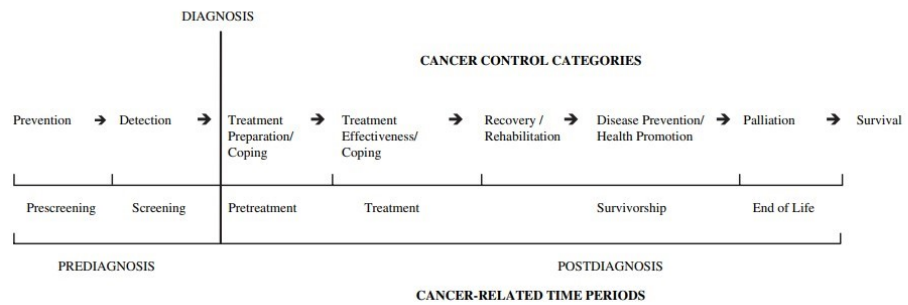 DIAGNOSIS
CANCER CONTROL CATEGORIES
Prevention → Detection → Treatment → Treatment → Recovery / → Disease Prevention/ → Palliation → Survival
Preparation/ Effectiveness/ Rehabilitation Health Promotion
Coping Coping
Prescreening Screening Pretreatment Treatment Survivorship End of Life
PREDIAGNOSIS POSTDIAGNOSIS
CANCER-RELATED TIME PERIODS